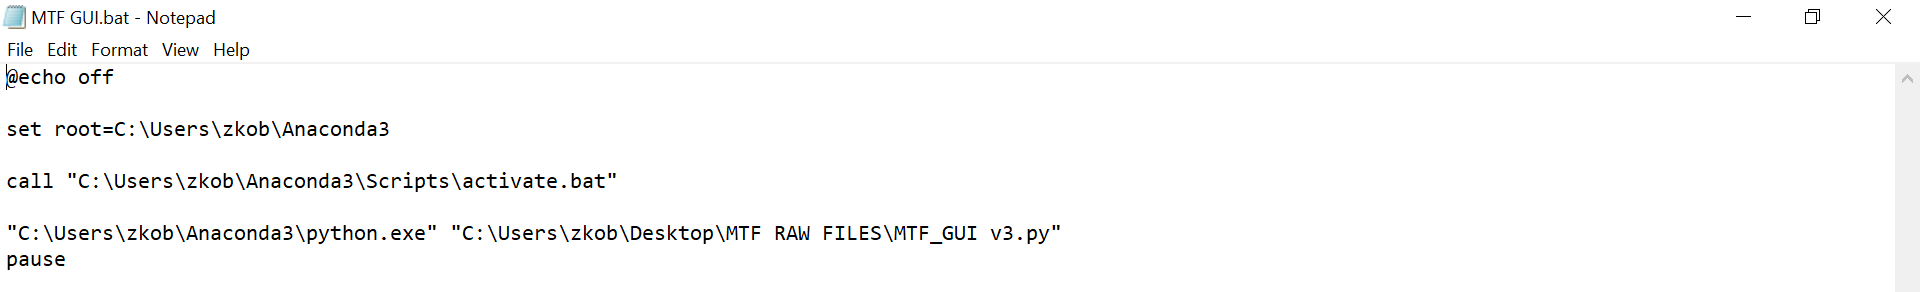 MTF GUI.bat - Notepad
File Edit Format View Help
@echo off
set root=C:\Users\zkob\Anaconda3
call "C:\Users\zkob\Anaconda3\Scripts\activate.bat"
"C:\Users\zkob\Anaconda3\python.exe" "C:\Users\zkob\Desktop\MTF RAW FILES\MTF_GUI v3.py"
pause